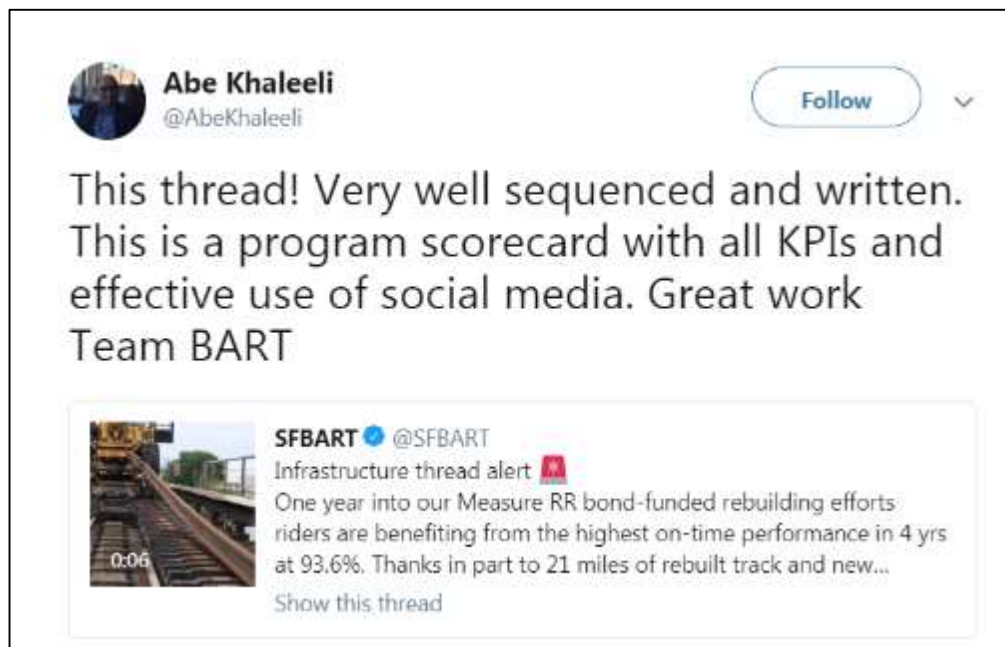 Abe Khaleeli
@AbeKhaleeli
Follow
This thread! Very well sequenced and written.
This is a program scorecard with all KPIs and
effective use of social media. Great work
Team BART
SFBART @SFBART
Infrastructure thread alert 🚨
One year into our Measure RR bond-funded rebuilding efforts
riders are benefiting from the highest on-time performance in 4 yrs
at 93.6%. Thanks in part to 21 miles of rebuilt track and new...
0:06
Show this thread